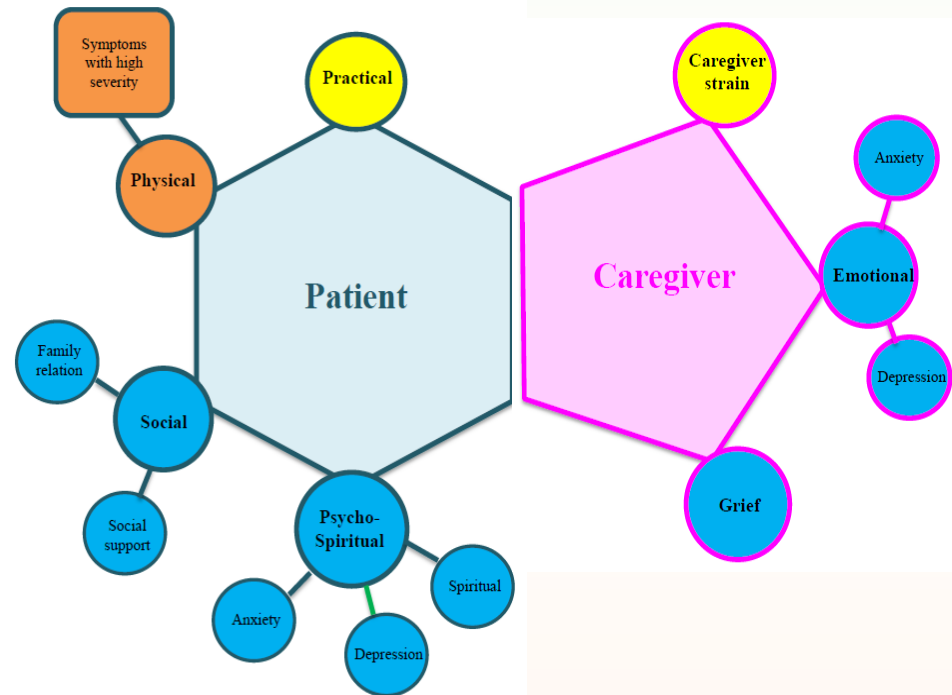 Symptoms
with high
severity
Practical
Physical
Patient
Family
relation
Social
Social
support
Psycho-
Spiritual
Spiritual
Anxiety
Depression
Caregiver
strain
Anxiety
Caregiver
Emotional
Depression
Grief